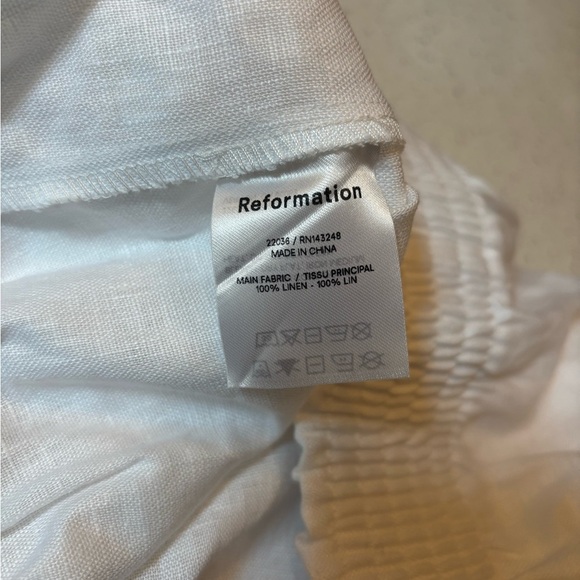 Reformation
22036 / RN143248
MADE IN CHINA
MAIN FABRIC / TISSU PRINCIPAL
100% LINEN - 100% LIN